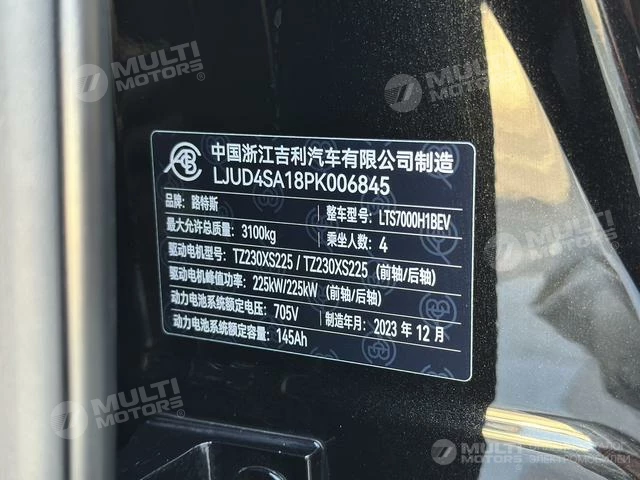 MULTI MOTORS
MULTI MOTORS
中国浙江吉利汽车有限公司制造
LJUD4SA18PK006845
品牌: 路特斯 整车型号: LTS7000H1BEV
最大允许总质量: 3100kg 乘坐人数: 4
驱动电机型号: TZ230XS225 / TZ230XS225 (前轴/后轴)
驱动电机峰值功率: 225kW/225kW (前轴/后轴)
动力电池系统额定电压: 705V 制造年月: 2023 年 12 月
动力电池系统额定容量: 145Ah
MULTI MOTORS
MULTI MOTORS
ЭЛЕКТРОМОБИЛЕЙ